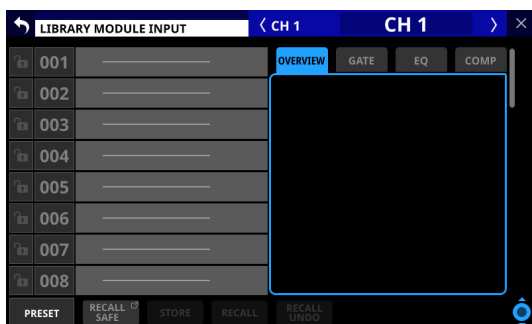 LIBRARY MODULE INPUT
CH 1
CH 1
OVERVIEW
GATE
EQ
COMP
001
002
003
004
005
006
007
008
PRESET
RECALL
SAFE
STORE
RECALL
RECALL
UNDO